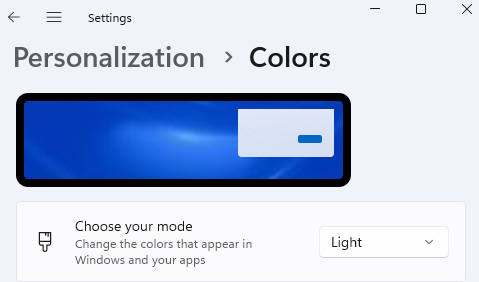 Settings
Personalization > Colors
Choose your mode
Change the colors that appear in
Windows and your apps
Light